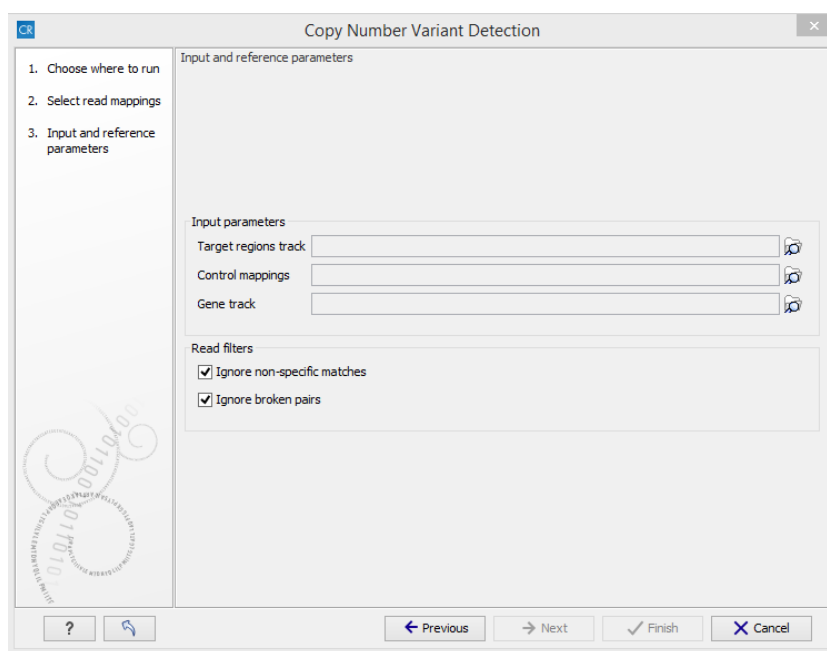 CR
Copy Number Variant Detection
1. Choose where to run
2. Select read mappings
3. Input and reference
parameters
Input and reference parameters
Input parameters
Target regions track
Control mappings
Gene track
Read filters
Ignore non-specific matches
Ignore broken pairs
?
Previous
Next
Finish
Cancel